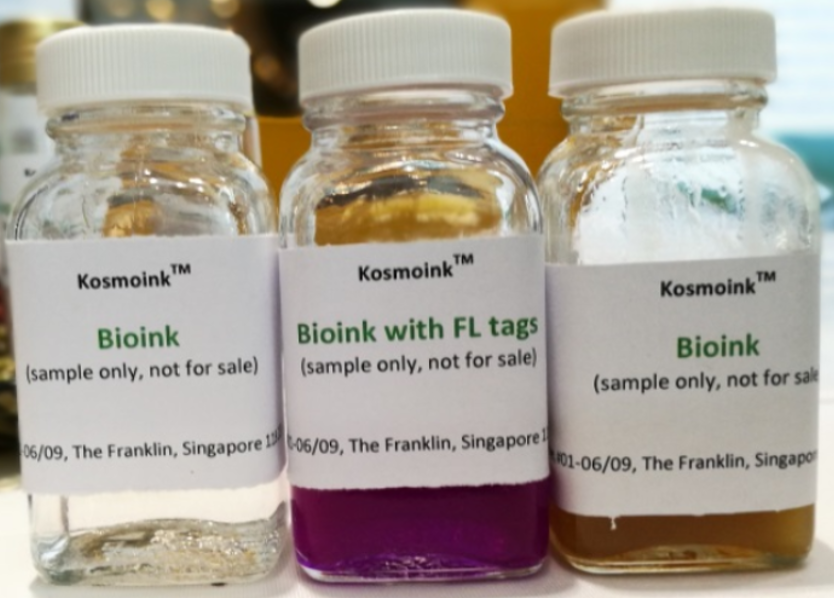 Kosmoink™
Bioink
(sample only, not for sale)
-06/09, The Franklin, Singapore
Kosmoink™
Bioink with FL tags
(sample only, not for sale)
-06/09, The Franklin, Singapore
Kosmoink™
Bioink
(sample only, not for sale
#01-06/09, The Franklin, Singapor